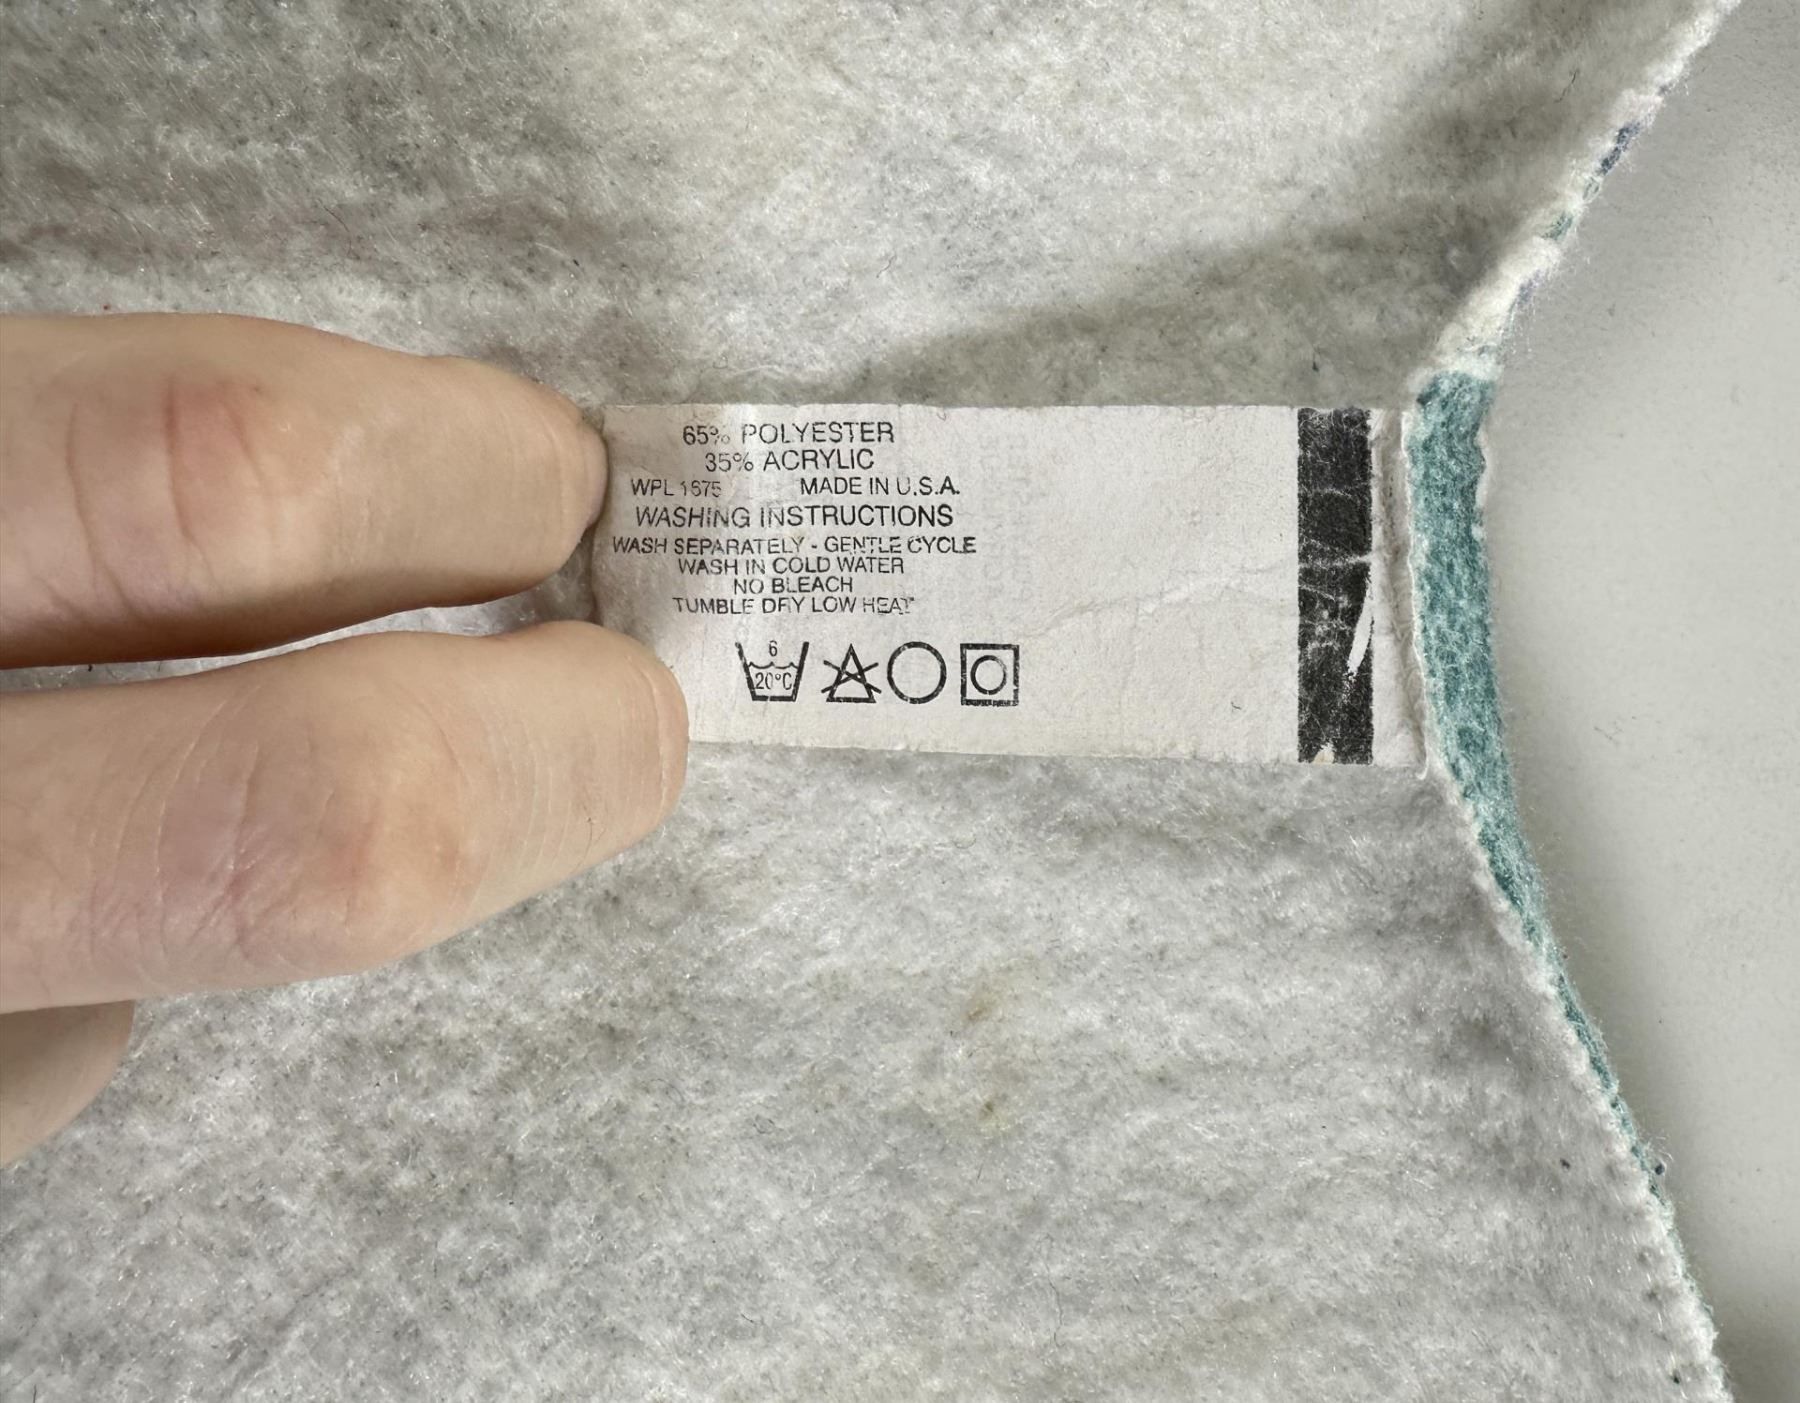 65% POLYESTER
35% ACRYLIC
WPL 1675 MADE IN U.S.A.
WASHING INSTRUCTIONS
WASH SEPARATELY - GENTLE CYCLE
WASH IN COLD WATER
NO BLEACH
TUMBLE DRY LOW HEAT
6
20°C